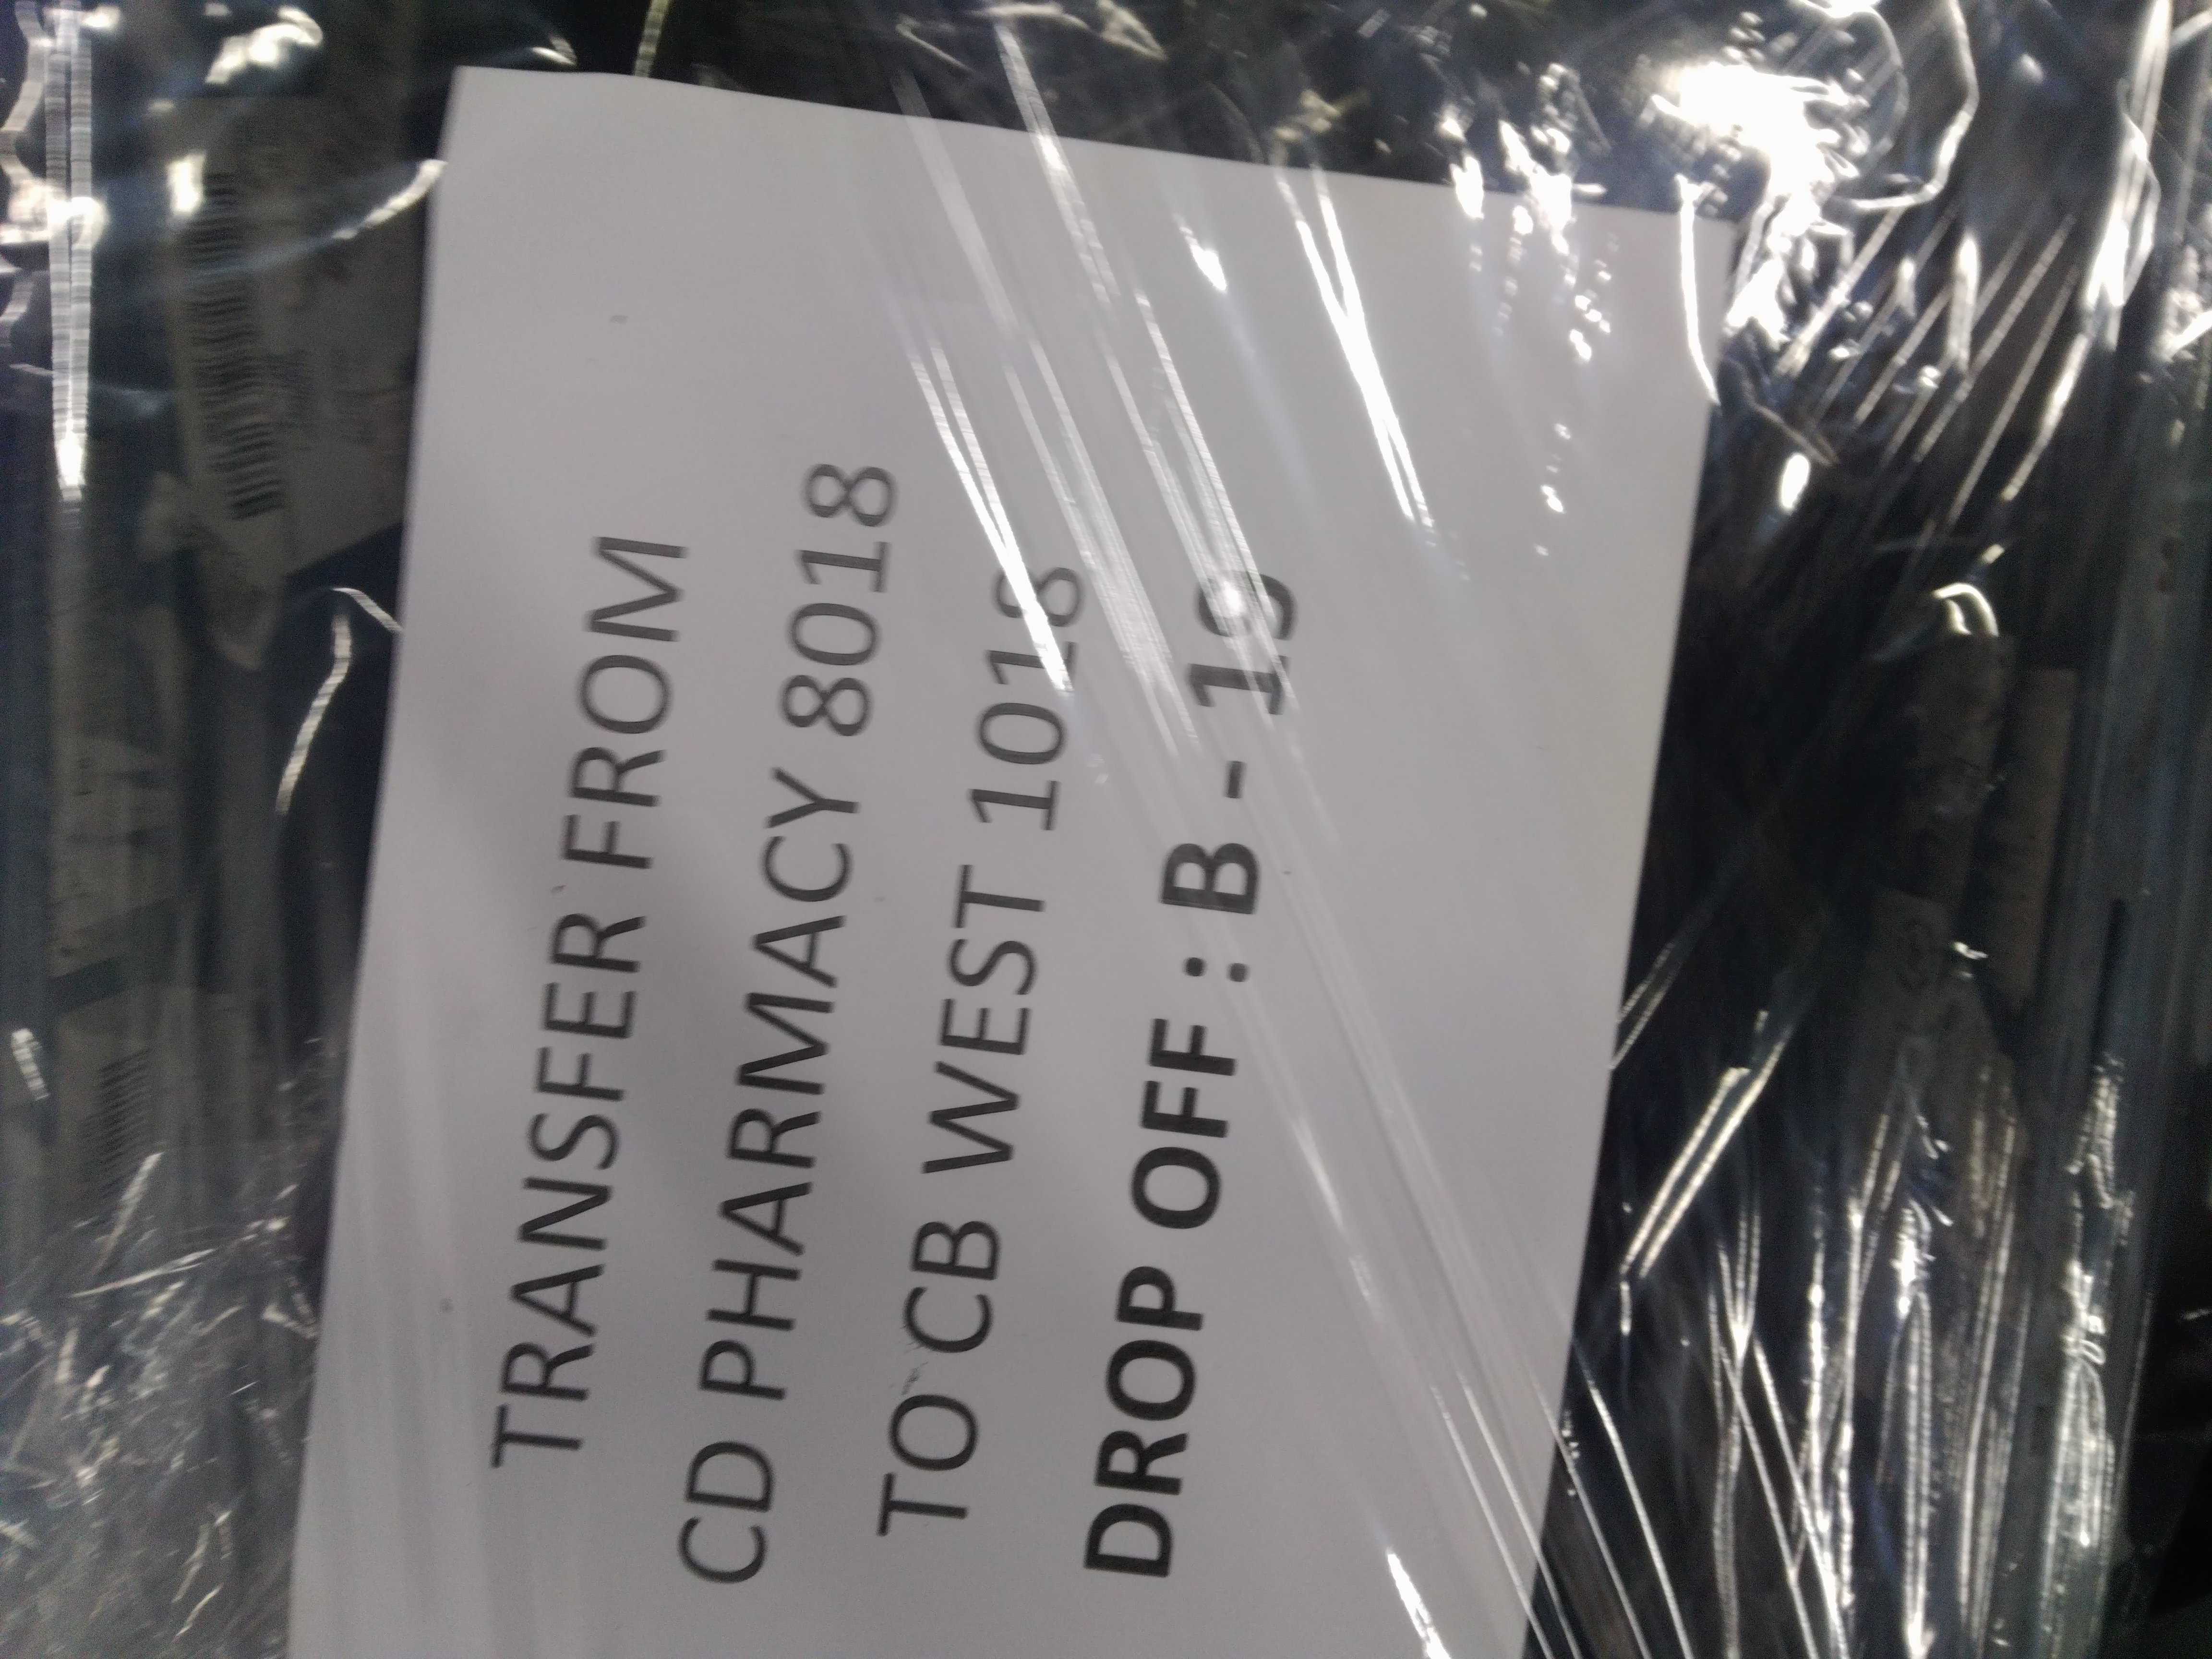 TRANSFER FROM
CD PHARMACY 8018
TO CB WEST 1018
DROP OFF : B - 19